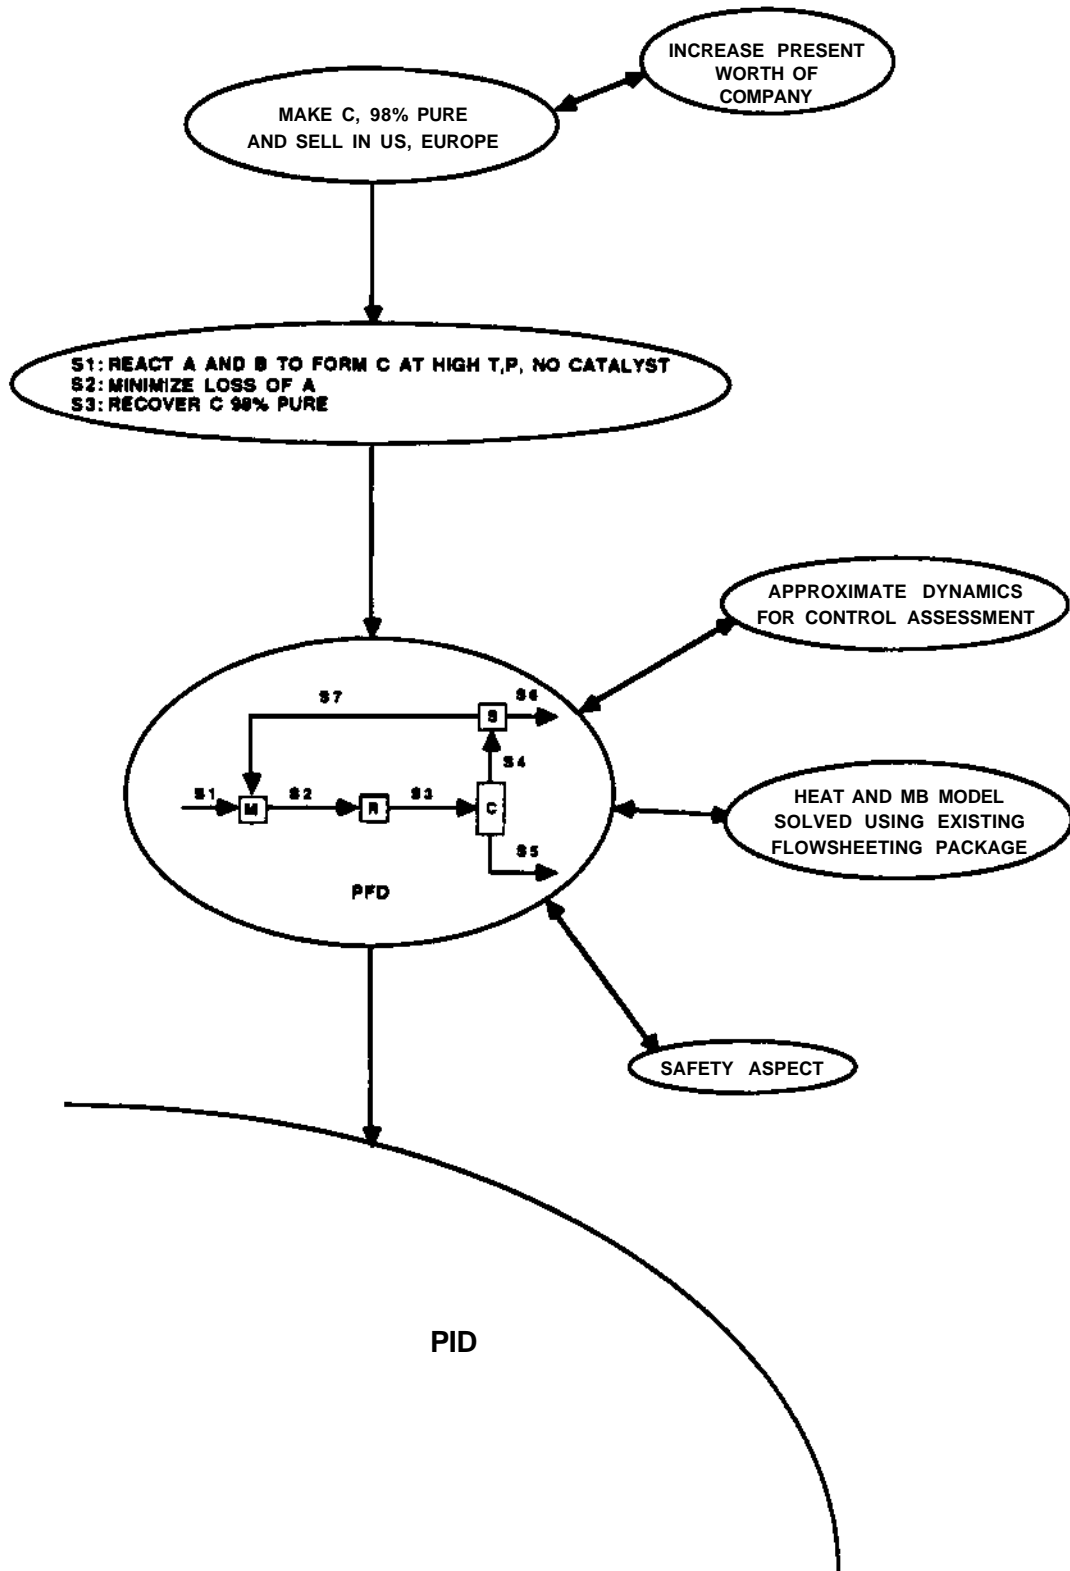 INCREASE PRESENT
WORTH OF
COMPANY
MAKE C, 98% PURE
AND SELL IN US, EUROPE
S1: REACT A AND B TO FORM C AT HIGH T,P, NO CATALYST
S2: MINIMIZE LOSS OF A
S3: RECOVER C 98% PURE
APPROXIMATE DYNAMICS
FOR CONTROL ASSESSMENT
S7
S6
S
S4
S1
M
S2
R
S3
C
S5
PFD
HEAT AND MB MODEL
SOLVED USING EXISTING
FLOWSHEETING PACKAGE
SAFETY ASPECT
PID